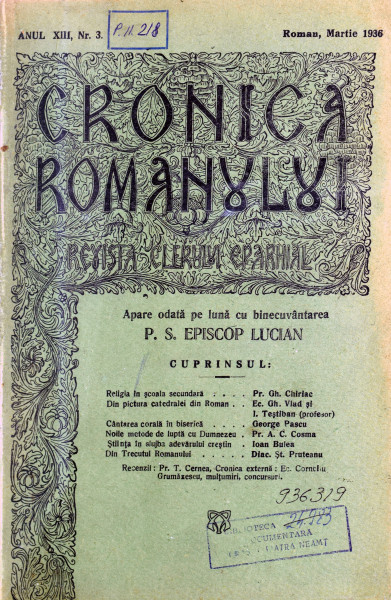 ANUL XIII, Nr. 3.
P.II.218
Roman, Martie 1936
CRONICA
ROMANULUI
REVISTA CLERULUI EPARHIAL
Apare odată pe lună cu binecuvântarea
P. S. EPISCOP LUCIAN
CUPRINSUL:
Religia în școala secundară . . . . Pr. Gh. Chiriac
Din pictura catedralei din Roman . . Ec. Gh. Vlad și
I. Teștiban (profesor)
Cântarea corală în biserică . . . . George Pascu
Noile metode de luptă cu Dumnezeu . Pr. A. C. Cosma
Știința în slujba adevărului creștin . . Ioan Bulea
Din Trecutul Romanului . . . . . Diac. Șt. Pruteanu
Recenzii : Pr. T. Cernea, Cronica externă : Ec. Corneliu
Grumăzescu, mulțumiri, concursuri.
936.319
BIBLIOTECA
DOCUMENTARA
PIATRA NEAMȚ